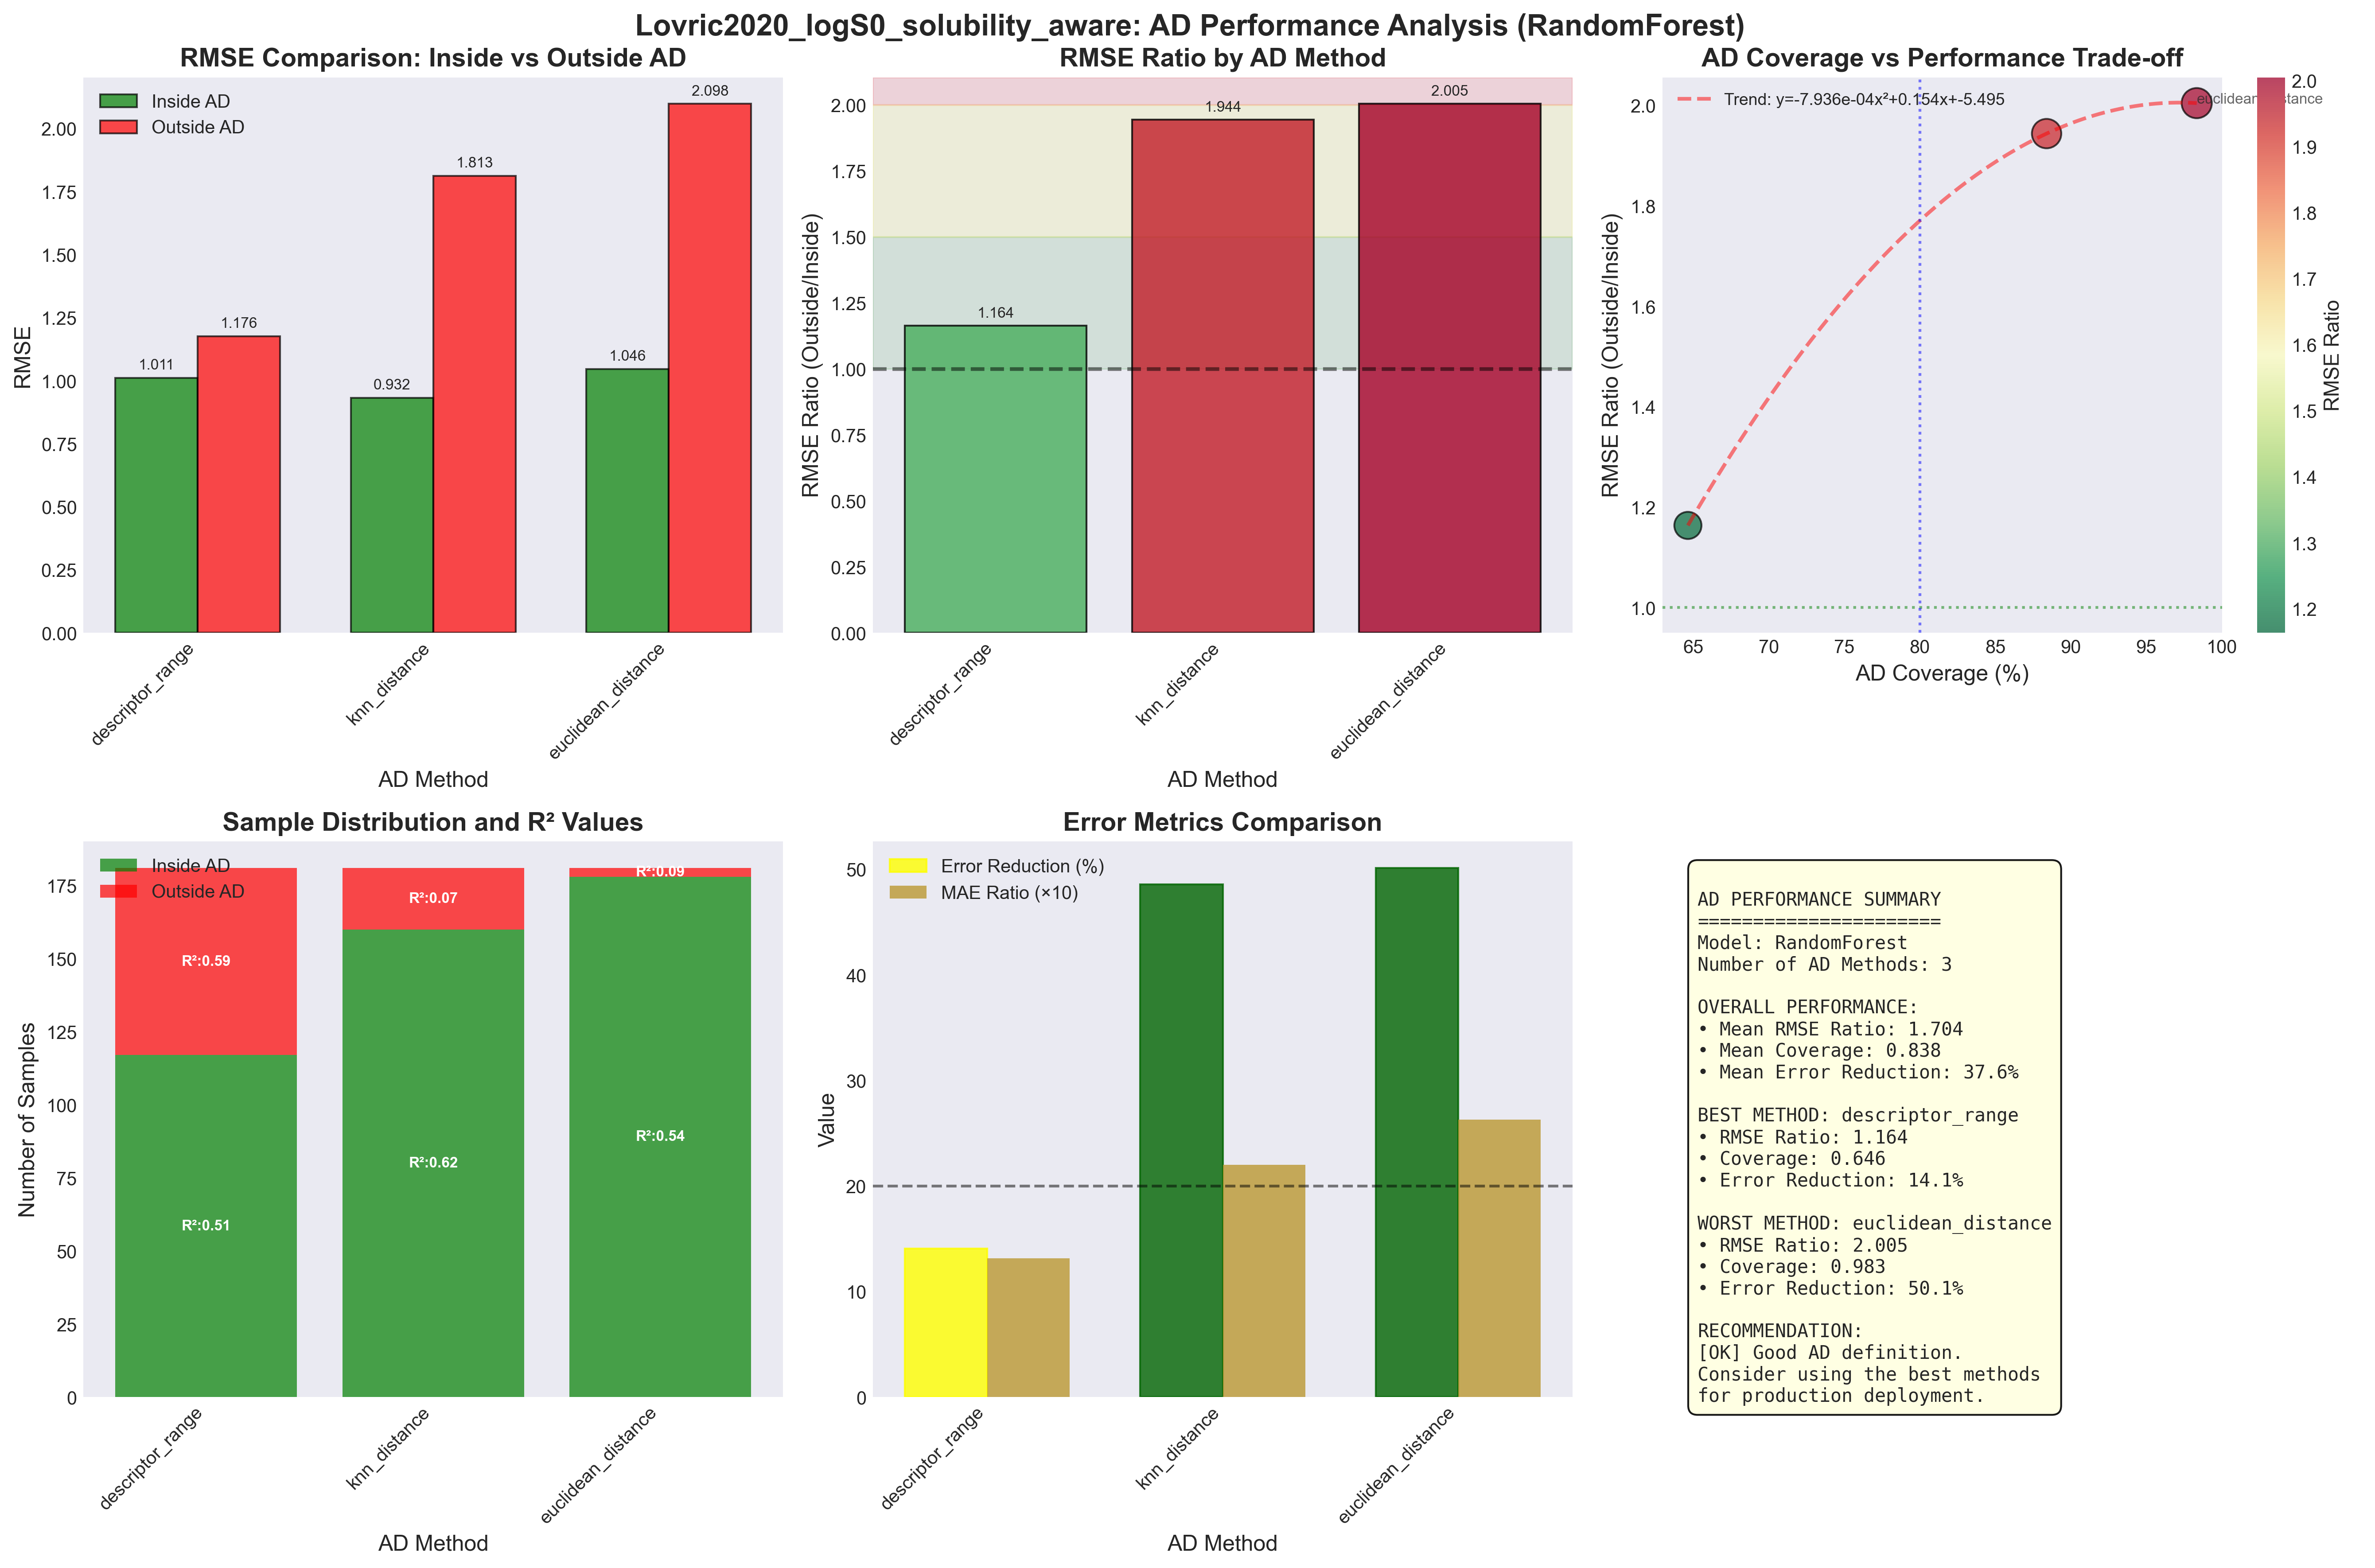 Lovric2020_logS0_solubility_aware: AD Performance Analysis (RandomForest)
RMSE Comparison: Inside vs Outside AD
Inside AD
Outside AD
RMSE
2.00
1.75
1.50
1.25
1.00
0.75
0.50
0.25
0.00
1.011
1.176
0.932
1.813
1.046
2.098
descriptor_range
knn_distance
euclidean_distance
AD Method
RMSE Ratio by AD Method
RMSE Ratio (Outside/Inside)
2.00
1.75
1.50
1.25
1.00
0.75
0.50
0.25
0.00
1.164
1.944
2.005
descriptor_range
knn_distance
euclidean_distance
AD Method
AD Coverage vs Performance Trade-off
Trend: y=-7.936e-04x²+0.154x+-5.495
RMSE Ratio (Outside/Inside)
2.0
1.8
1.6
1.4
1.2
1.0
65
70
75
80
85
90
95
100
AD Coverage (%)
euclidean_distance
2.0
1.9
1.8
1.7
1.6
1.5
1.4
1.3
1.2
RMSE Ratio
Sample Distribution and R² Values
Inside AD
Outside AD
Number of Samples
175
150
125
100
75
50
25
0
R²:0.59
R²:0.51
R²:0.07
R²:0.62
R²:0.09
R²:0.54
descriptor_range
knn_distance
euclidean_distance
AD Method
Error Metrics Comparison
Error Reduction (%)
MAE Ratio (×10)
Value
50
40
30
20
10
0
descriptor_range
knn_distance
euclidean_distance
AD Method
AD PERFORMANCE SUMMARY
======================
Model: RandomForest
Number of AD Methods: 3
OVERALL PERFORMANCE:
• Mean RMSE Ratio: 1.704
• Mean Coverage: 0.838
• Mean Error Reduction: 37.6%
BEST METHOD: descriptor_range
• RMSE Ratio: 1.164
• Coverage: 0.646
• Error Reduction: 14.1%
WORST METHOD: euclidean_distance
• RMSE Ratio: 2.005
• Coverage: 0.983
• Error Reduction: 50.1%
RECOMMENDATION:
[OK] Good AD definition.
Consider using the best methods
for production deployment.